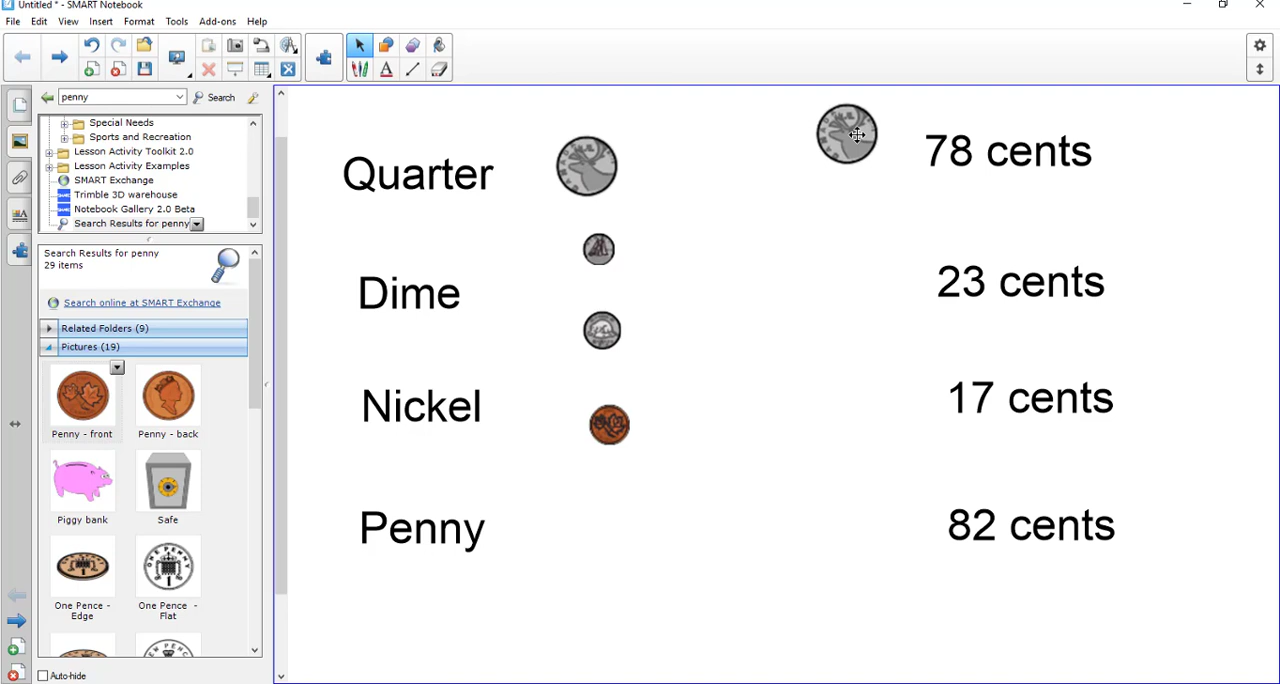 Untitled * - SMART Notebook
File Edit View Insert Format Tools Add-ons Help
penny Search
Special Needs
Sports and Recreation
Lesson Activity Toolkit 2.0
Lesson Activity Examples
SMART Exchange
Trimble 3D warehouse
Notebook Gallery 2.0 Beta
Search Results for penny
Search Results for penny
29 items
Search online at SMART Exchange
Related Folders (9)
Pictures (19)
Penny - front Penny - back
Piggy bank Safe
One Pence - Edge One Pence - Flat
Auto-hide
Quarter 78 cents
Dime 23 cents
Nickel 17 cents
Penny 82 cents